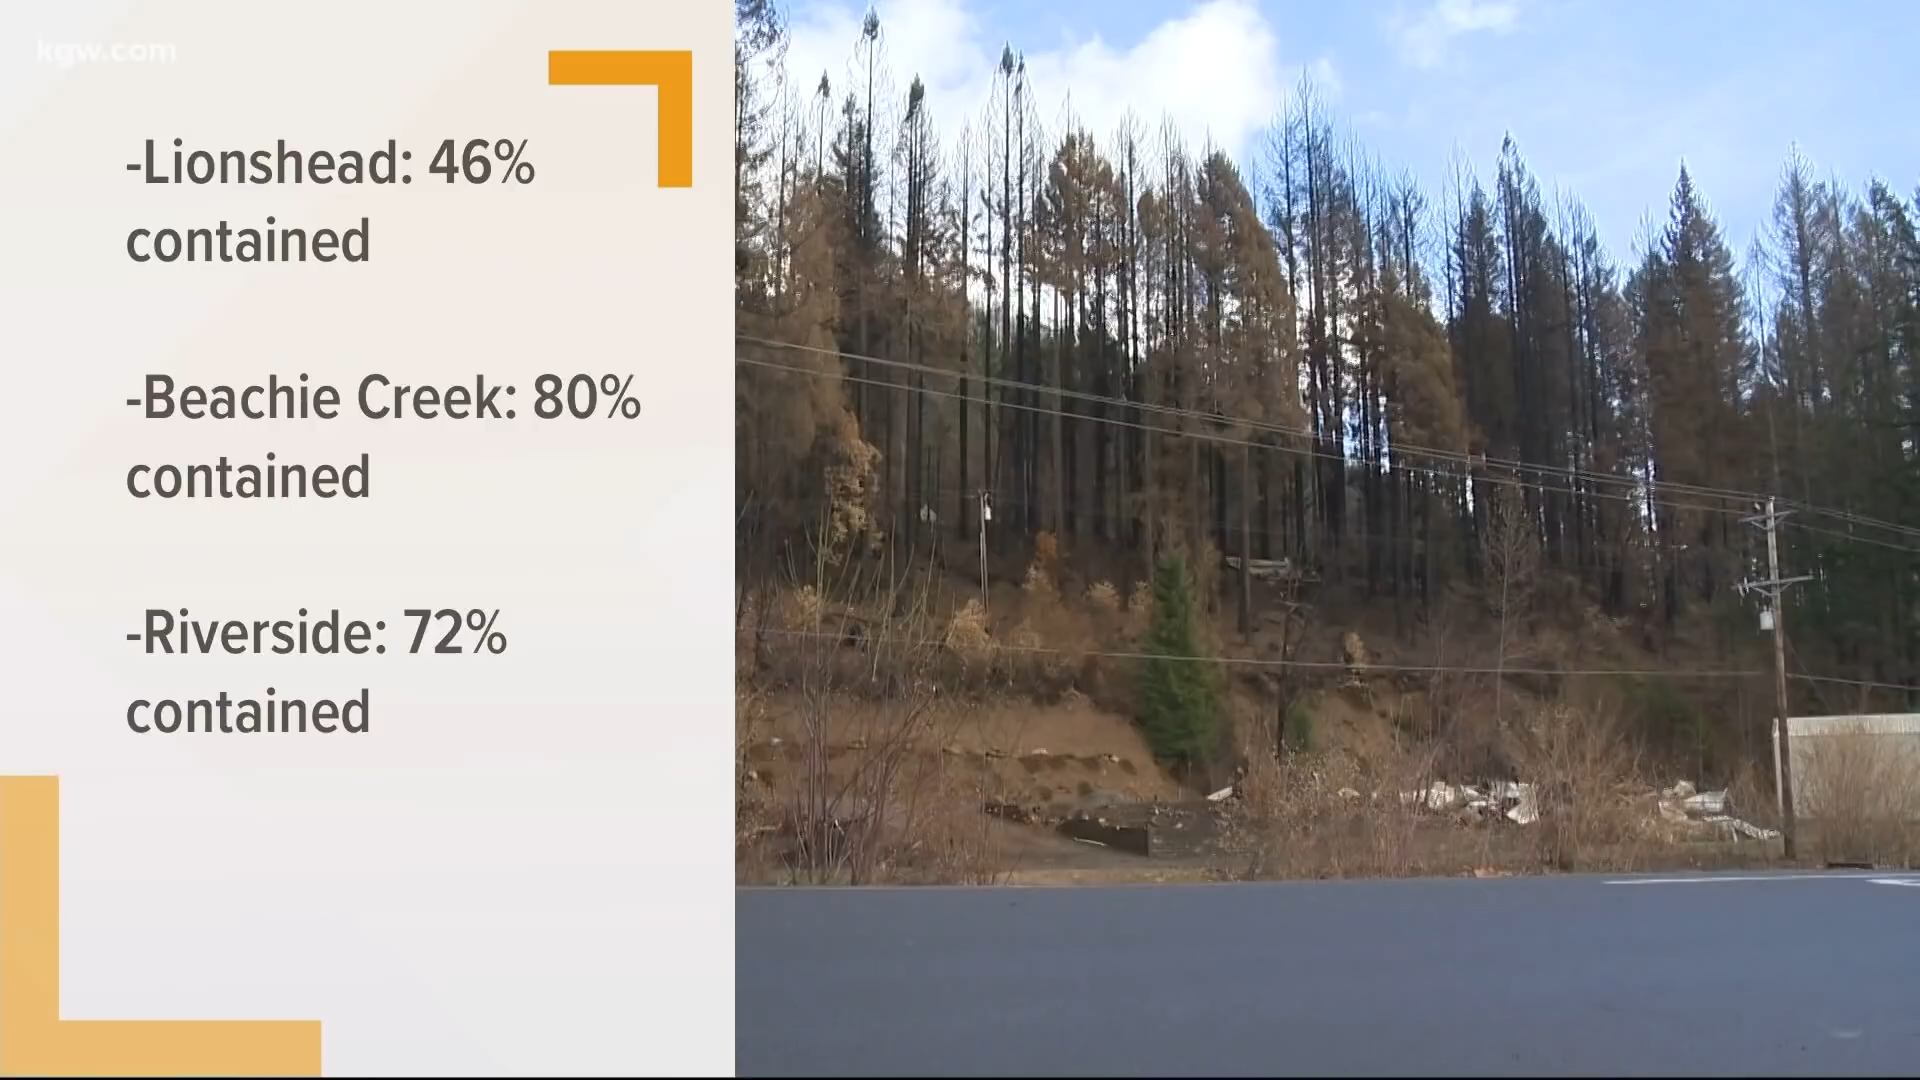 kgw.com
-Lionshead: 46%
contained
-Beachie Creek: 80%
contained
-Riverside: 72%
contained